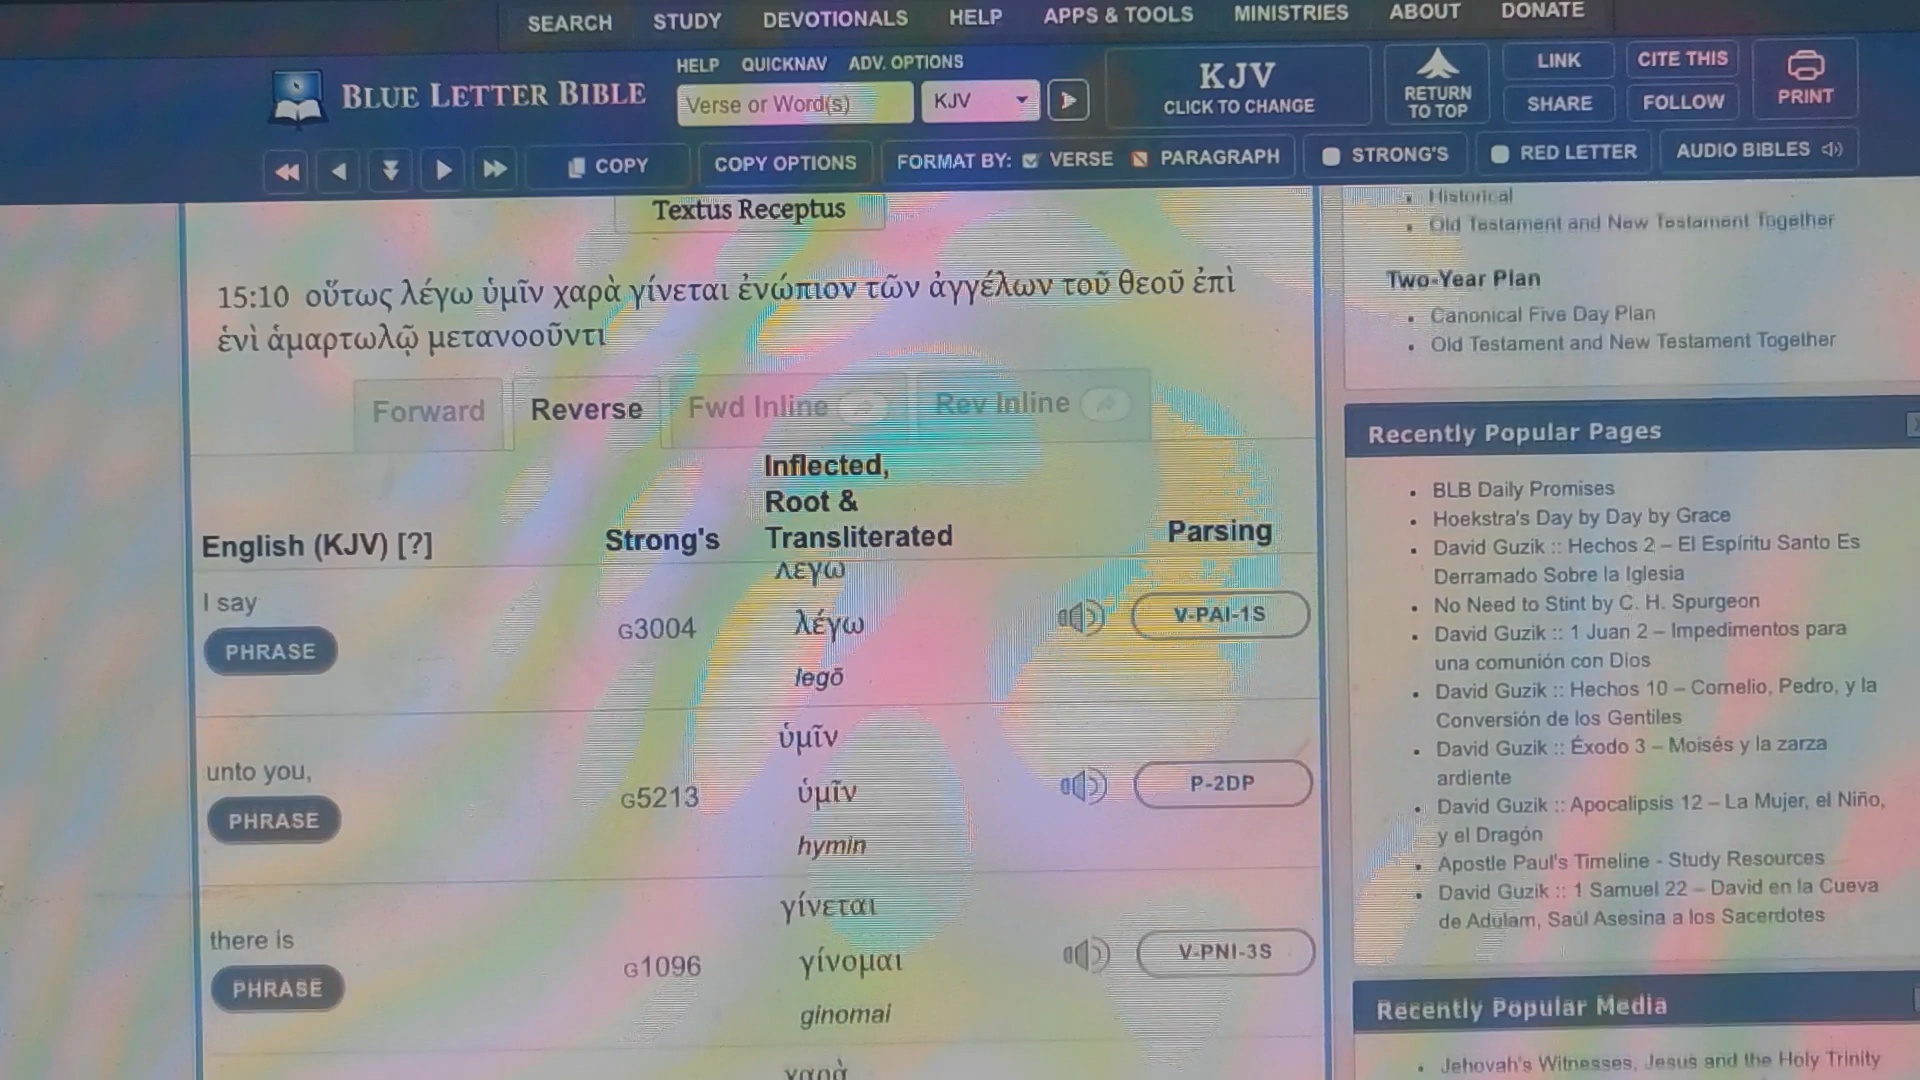 SEARCH STUDY DEVOTIONALS HELP APPS & TOOLS MINISTRIES ABOUT DONATE
BLUE LETTER BIBLE
HELP QUICKNAV ADV. OPTIONS
Verse or Word(s) KJV
KJV
CLICK TO CHANGE
RETURN
TO TOP
LINK CITE THIS
SHARE FOLLOW
PRINT
COPY COPY OPTIONS FORMAT BY: VERSE PARAGRAPH STRONG'S RED LETTER AUDIO BIBLES
Textus Receptus
15:10 οὕτως λέγω ὑμῖν χαρὰ γίνεται ἐνώπιον τῶν ἀγγέλων τοῦ θεοῦ ἐπὶ
ἑνὶ ἁμαρτωλῷ μετανοοῦντι
Forward Reverse Fwd Inline Rev Inline
English (KJV) [?] Strong's Inflected,
Root &
Transliterated Parsing
λέγω
I say
PHRASE G3004 λέγω V-PAI-1S
legō
ὑμῖν
unto you,
PHRASE G5213 ὑμῖν P-2DP
hymin
γίνεται
there is
PHRASE G1096 γίνομαι V-PNI-3S
ginomai
χαρὰ
Historical
Old Testament and New Testament Together
Two-Year Plan
Canonical Five Day Plan
Old Testament and New Testament Together
Recently Popular Pages
BLB Daily Promises
Hoekstra's Day by Day by Grace
David Guzik :: Hechos 2 – El Espíritu Santo Es
Derramado Sobre la Iglesia
No Need to Stint by C. H. Spurgeon
David Guzik :: 1 Juan 2 – Impedimentos para
una comunión con Dios
David Guzik :: Hechos 10 – Cornelio, Pedro, y la
Conversión de los Gentiles
David Guzik :: Éxodo 3 – Moisés y la zarza
ardiente
David Guzik :: Apocalipsis 12 – La Mujer, el Niño,
y el Dragón
Apostle Paul's Timeline - Study Resources
David Guzik :: 1 Samuel 22 – David en la Cueva
de Adulam, Saúl Asesina a los Sacerdotes
Recently Popular Media
Jehovah's Witnesses, Jesus and the Holy Trinity